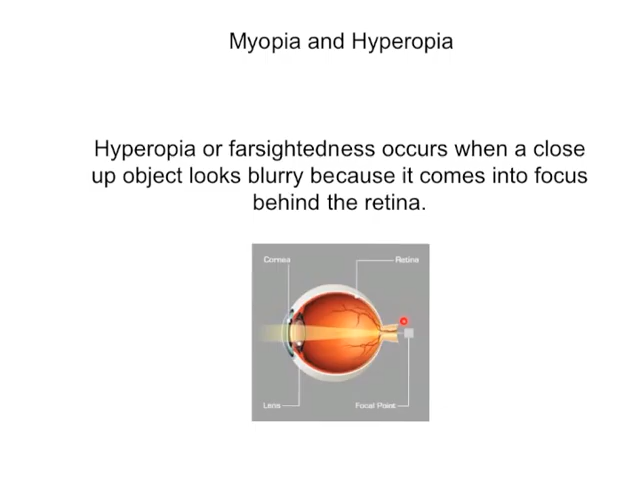 Myopia and Hyperopia
Hyperopia or farsightedness occurs when a close
up object looks blurry because it comes into focus
behind the retina.
Cornea
Retina
Lens
Focal Point